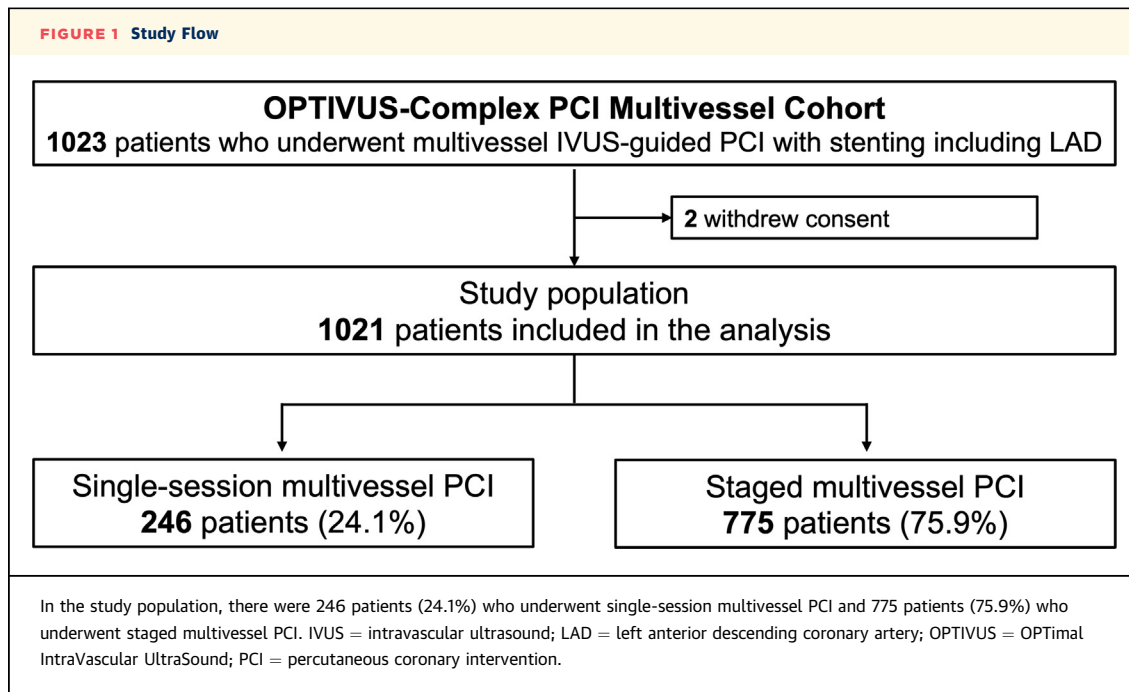 FIGURE 1 Study Flow
OPTIVUS-Complex PCI Multivessel Cohort
1023 patients who underwent multivessel IVUS-guided PCI with stenting including LAD
2 withdrew consent
Study population
1021 patients included in the analysis
Single-session multivessel PCI
246 patients (24.1%)
Staged multivessel PCI
775 patients (75.9%)
In the study population, there were 246 patients (24.1%) who underwent single-session multivessel PCI and 775 patients (75.9%) who
underwent staged multivessel PCI. IVUS = intravascular ultrasound; LAD = left anterior descending coronary artery; OPTIVUS = OPTimal
IntraVascular UltraSound; PCI = percutaneous coronary intervention.